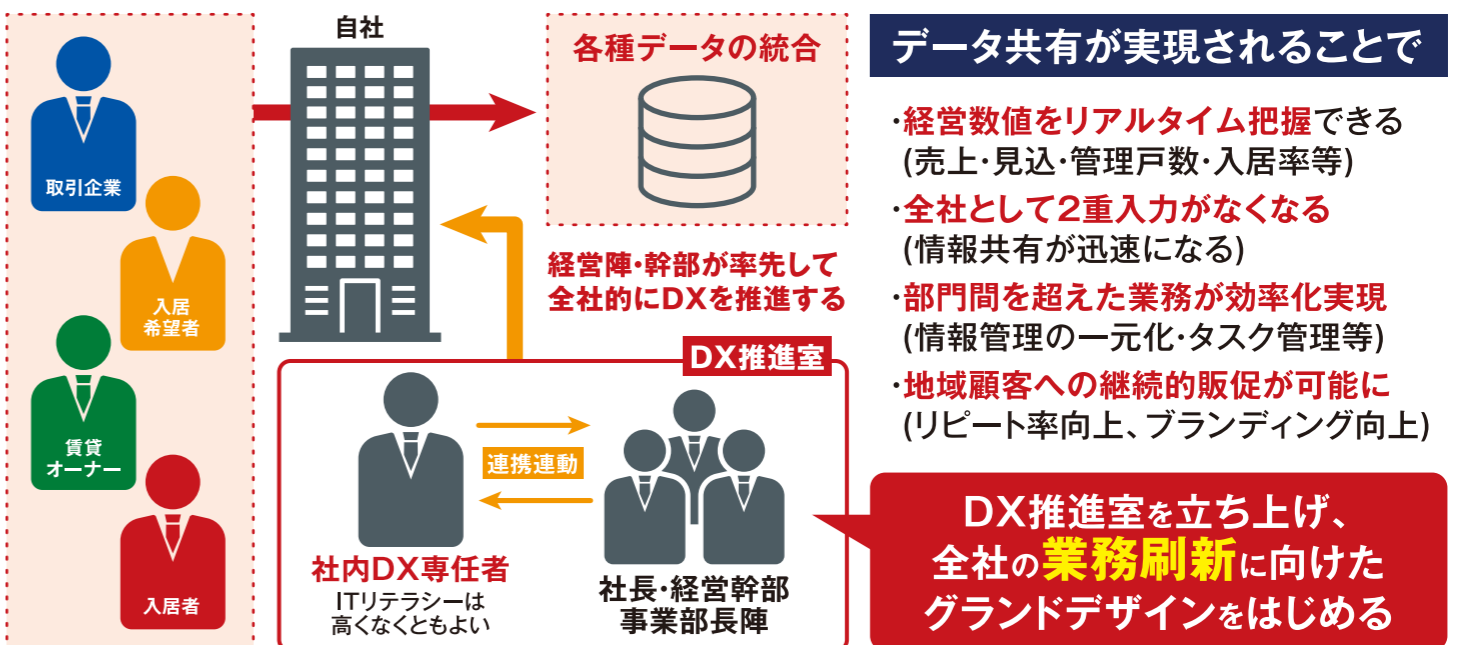 取引企業
入居
希望者
賃貸
オーナー
入居者
自社
各種データの統合
経営陣・幹部が率先して
全社的にDXを推進する
DX推進室
連携連動
社内DX専任者
ITリテラシーは
高くなくともよい
社長・経営幹部
事業部長陣
データ共有が実現されることで
・経営数値をリアルタイム把握できる
(売上・見込・管理戸数・入居率等)
・全社として2重入力がなくなる
(情報共有が迅速になる)
・部門間を超えた業務が効率化実現
(情報管理の一元化・タスク管理等)
・地域顧客への継続的販促が可能に
(リピート率向上、ブランディング向上)
DX推進室を立ち上げ、
全社の業務刷新に向けた
グランドデザインをはじめる